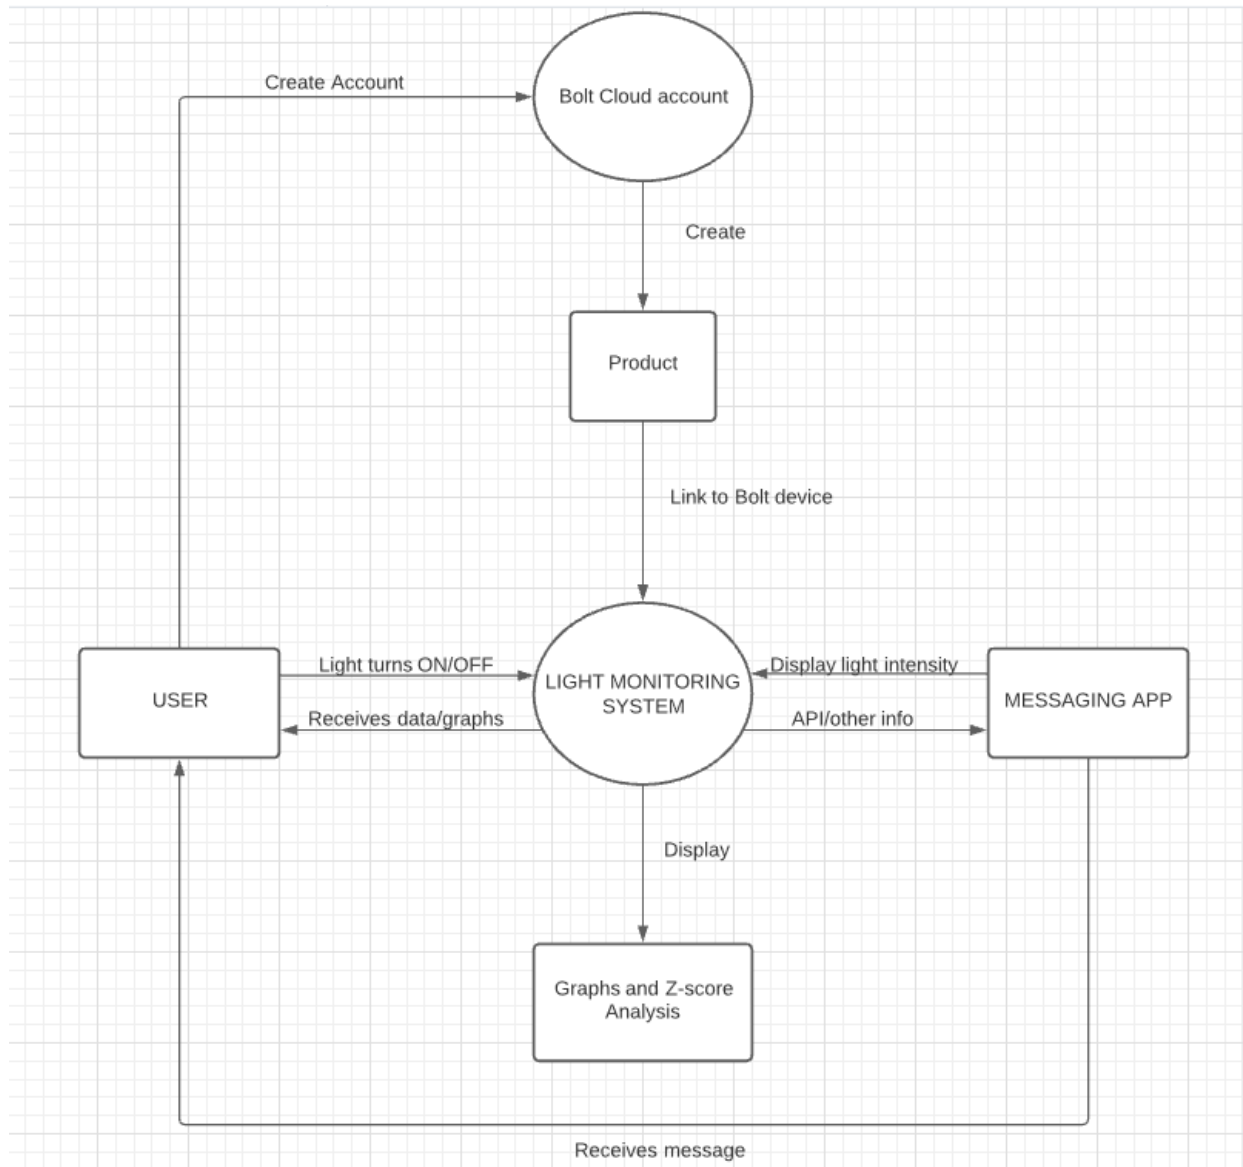 Create Account
Bolt Cloud account
Create
Product
Link to Bolt device
Light turns ON/OFF
Display light intensity
USER
LIGHT MONITORING
SYSTEM
MESSAGING APP
Receives data/graphs
API/other info
Display
Graphs and Z-score
Analysis
Receives message